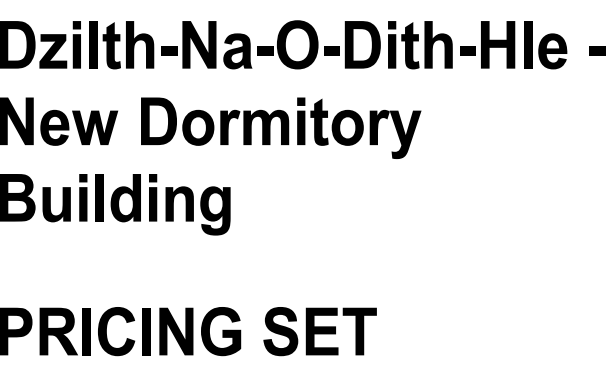 Dzilth-Na-O-Dith-Hle -
New Dormitory
Building
PRICING SET